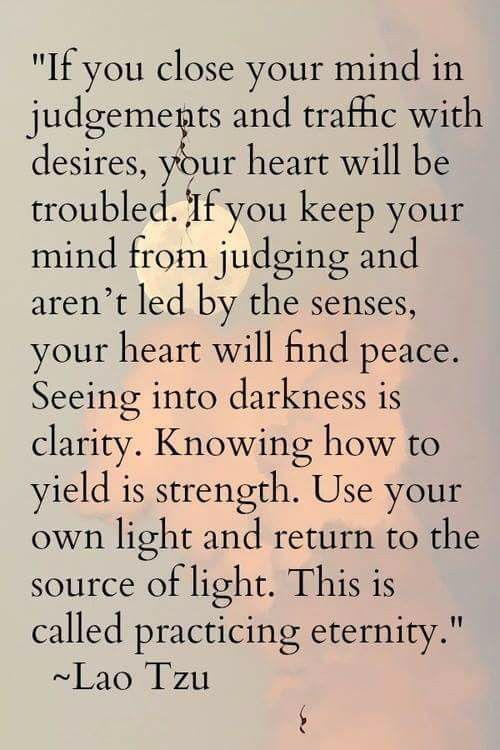 "If you close your mind in
judgements and traffic with
desires, your heart will be
troubled. If you keep your
mind from judging and
aren’t led by the senses,
your heart will find peace.
Seeing into darkness is
clarity. Knowing how to
yield is strength. Use your
own light and return to the
source of light. This is
called practicing eternity."
~Lao Tzu